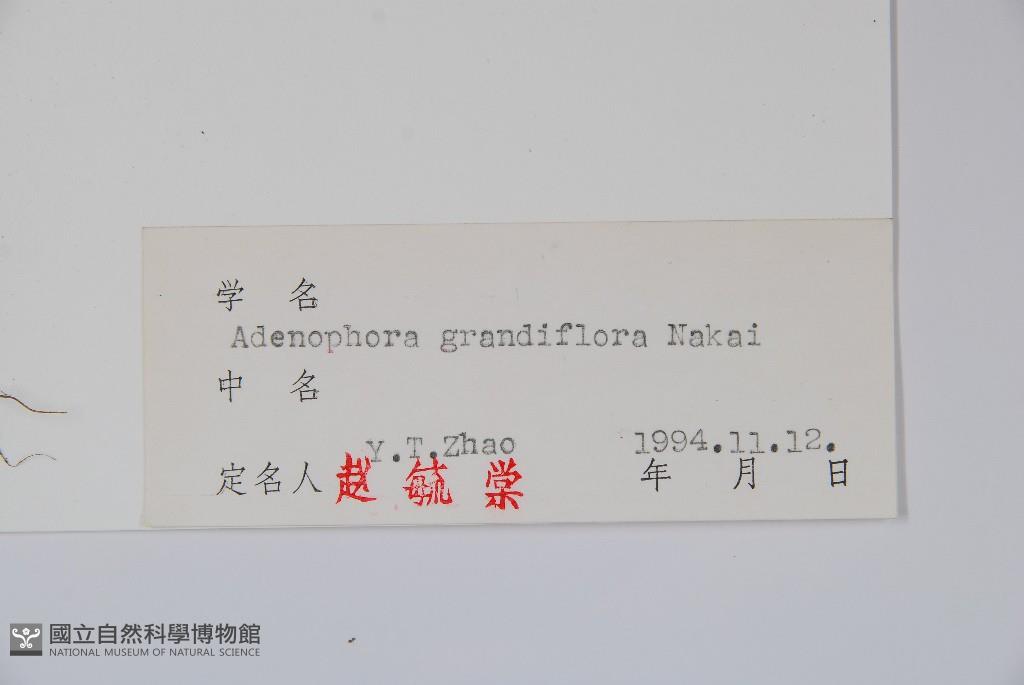 学 名
Adenophora grandiflora Nakai
中 名
Y.T.Zhao 1994.11.12.
定名人 赵 毓 棠 年 月 日
國立自然科學博物館
NATIONAL MUSEUM OF NATURAL SCIENCE